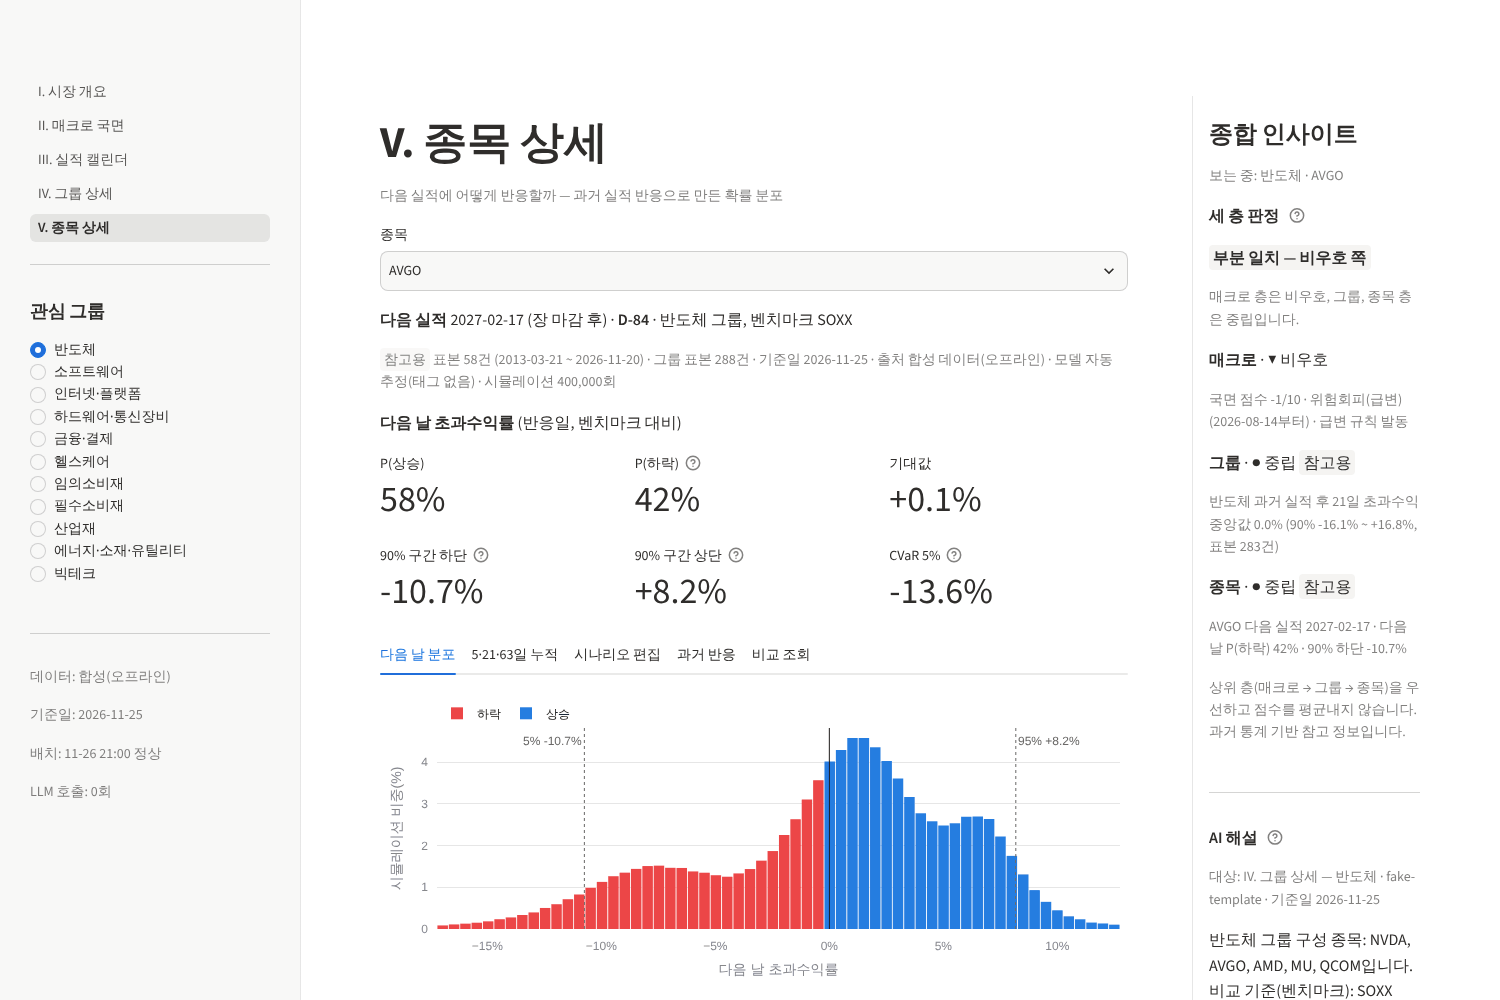 I. 시장 개요
II. 매크로 국면
III. 실적 캘린더
IV. 그룹 상세
V. 종목 상세
관심 그룹
반도체
소프트웨어
인터넷·플랫폼
하드웨어·통신장비
금융·결제
헬스케어
임의소비재
필수소비재
산업재
에너지·소재·유틸리티
빅테크
데이터: 합성(오프라인)
기준일: 2026-11-25
배치: 11-26 21:00 정상
LLM 호출: 0회
V. 종목 상세
다음 실적에 어떻게 반응할까 — 과거 실적 반응으로 만든 확률 분포
종목
AVGO
다음 실적 2027-02-17 (장 마감 후) · D-84 · 반도체 그룹, 벤치마크 SOXX
참고용 표본 58건 (2013-03-21 ~ 2026-11-20) · 그룹 표본 288건 · 기준일 2026-11-25 · 출처 합성 데이터(오프라인) · 모델 자동
추정(태그 없음) · 시뮬레이션 400,000회
다음 날 초과수익률 (반응일, 벤치마크 대비)
P(상승)
P(하락)
기대값
58%
42%
+0.1%
90% 구간 하단
90% 구간 상단
CVaR 5%
-10.7%
+8.2%
-13.6%
다음 날 분포
5·21·63일 누적
시나리오 편집
과거 반응
비교 조회
하락
상승
5% -10.7%
95% +8.2%
시뮬레이션 비중(%)
4
3
2
1
0
−15%
−10%
−5%
0%
5%
10%
다음 날 초과수익률
종합 인사이트
보는 중: 반도체 · AVGO
세 층 판정
부분 일치 — 비우호 쪽
매크로 층은 비우호, 그룹, 종목 층
은 중립입니다.
매크로 · ▼ 비우호
국면 점수 -1/10 · 위험회피(급변)
(2026-08-14부터) · 급변 규칙 발동
그룹 · ● 중립 참고용
반도체 과거 실적 후 21일 초과수익
중앙값 0.0% (90% -16.1% ~ +16.8%,
표본 283건)
종목 · ● 중립 참고용
AVGO 다음 실적 2027-02-17 · 다음
날 P(하락) 42% · 90% 하단 -10.7%
상위 층(매크로 → 그룹 → 종목)을 우
선하고 점수를 평균내지 않습니다.
과거 통계 기반 참고 정보입니다.
AI 해설
대상: IV. 그룹 상세 — 반도체 · fake-
template · 기준일 2026-11-25
반도체 그룹 구성 종목: NVDA,
AVGO, AMD, MU, QCOM입니다.
비교 기준(벤치마크): SOXX